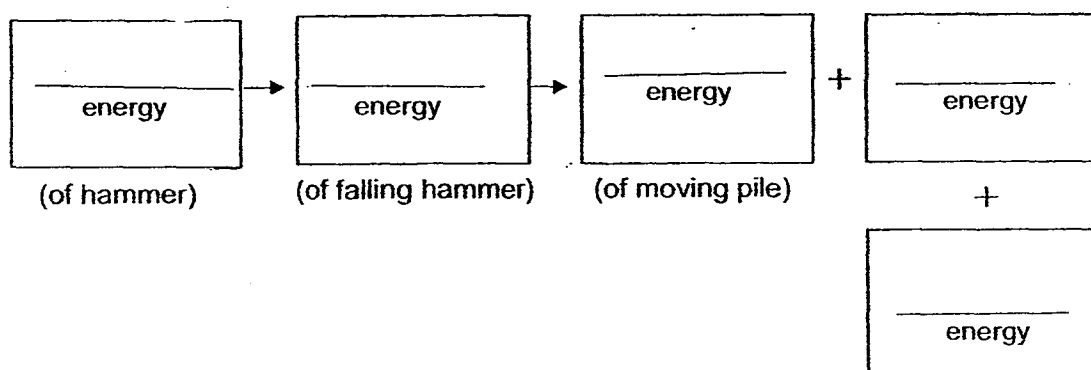 energy
energy
energy
+
energy
(of hammer)
(of falling hammer)
(of moving pile)
+
energy